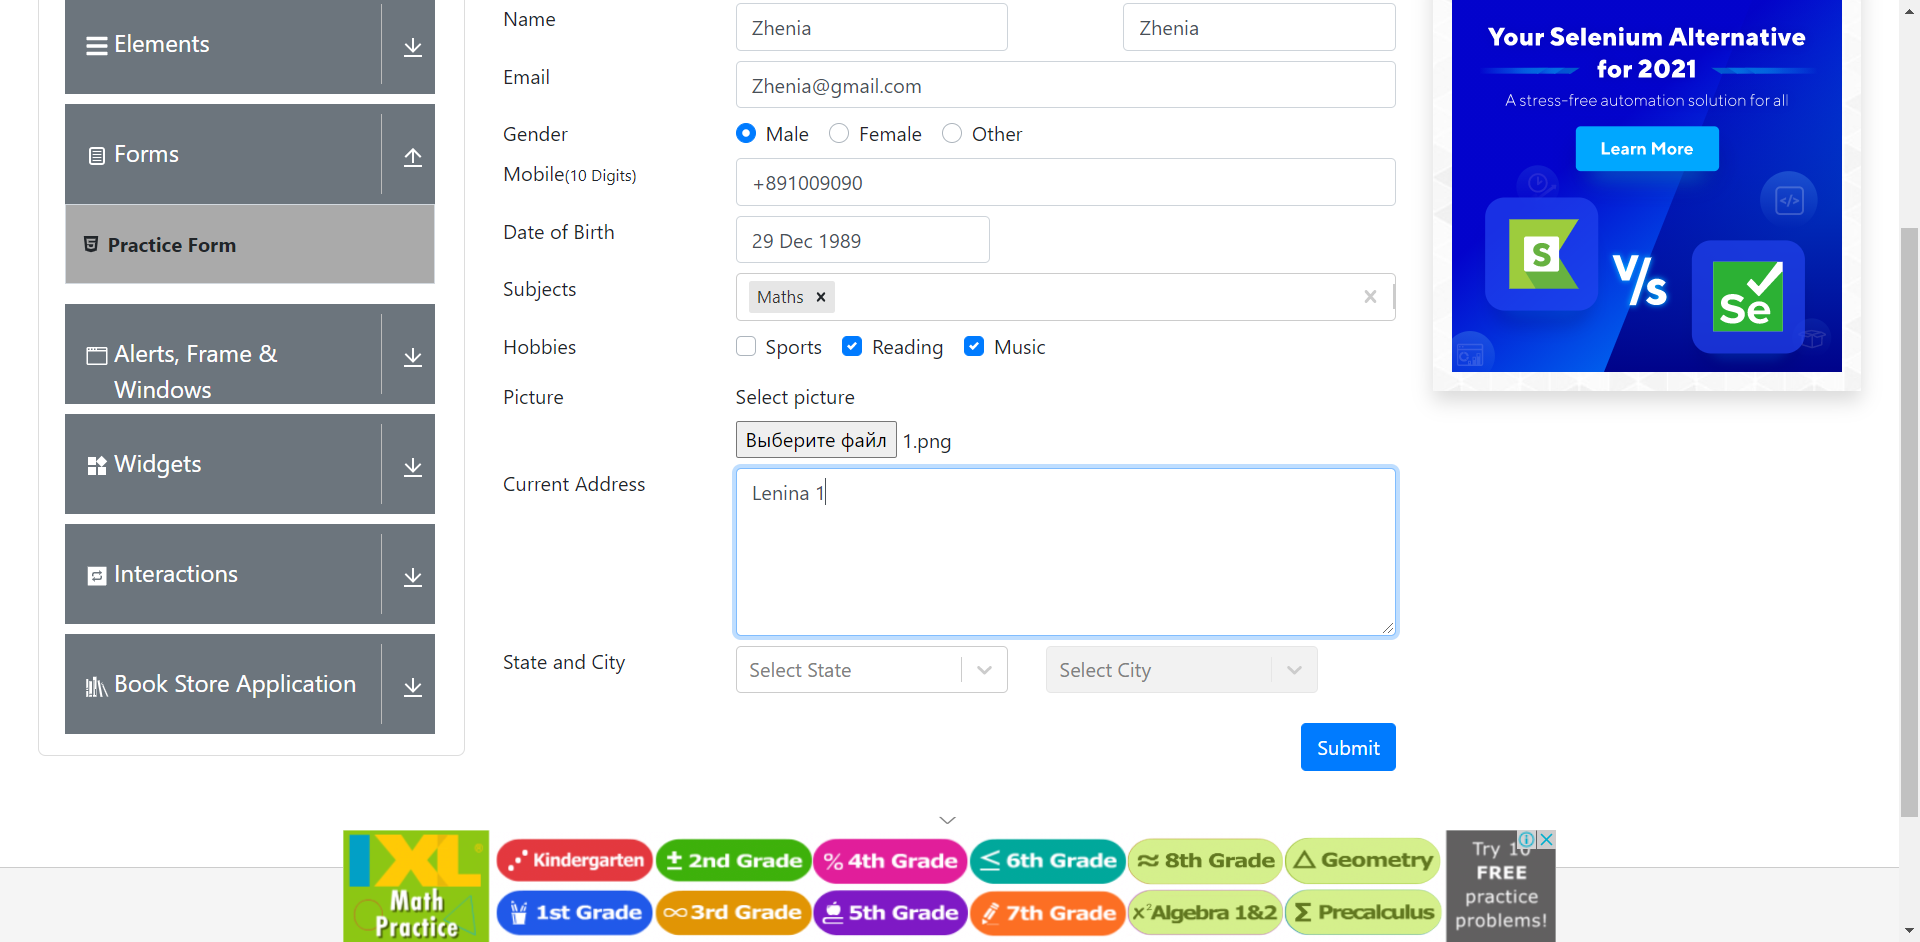 Elements
Forms
Practice Form
Alerts, Frame &
Windows
Widgets
Interactions
Book Store Application
Name
Zhenia
Zhenia
Email
Zhenia@gmail.com
Gender
Male
Female
Other
Mobile(10 Digits)
+891009090
Date of Birth
29 Dec 1989
Subjects
Maths
Hobbies
Sports
Reading
Music
Picture
Select picture
Выберите файл
1.png
Current Address
Lenina 1
State and City
Select State
Select City
Submit
Your Selenium Alternative
for 2021
A stress-free automation solution for all
Learn More
S
V/s
Se
IXL
Math
Practice
Kindergarten
± 2nd Grade
% 4th Grade
≤ 6th Grade
≈ 8th Grade
△ Geometry
1st Grade
∞ 3rd Grade
5th Grade
7th Grade
x² Algebra 1&2
Σ Precalculus
Try 10
FREE
practice
problems!